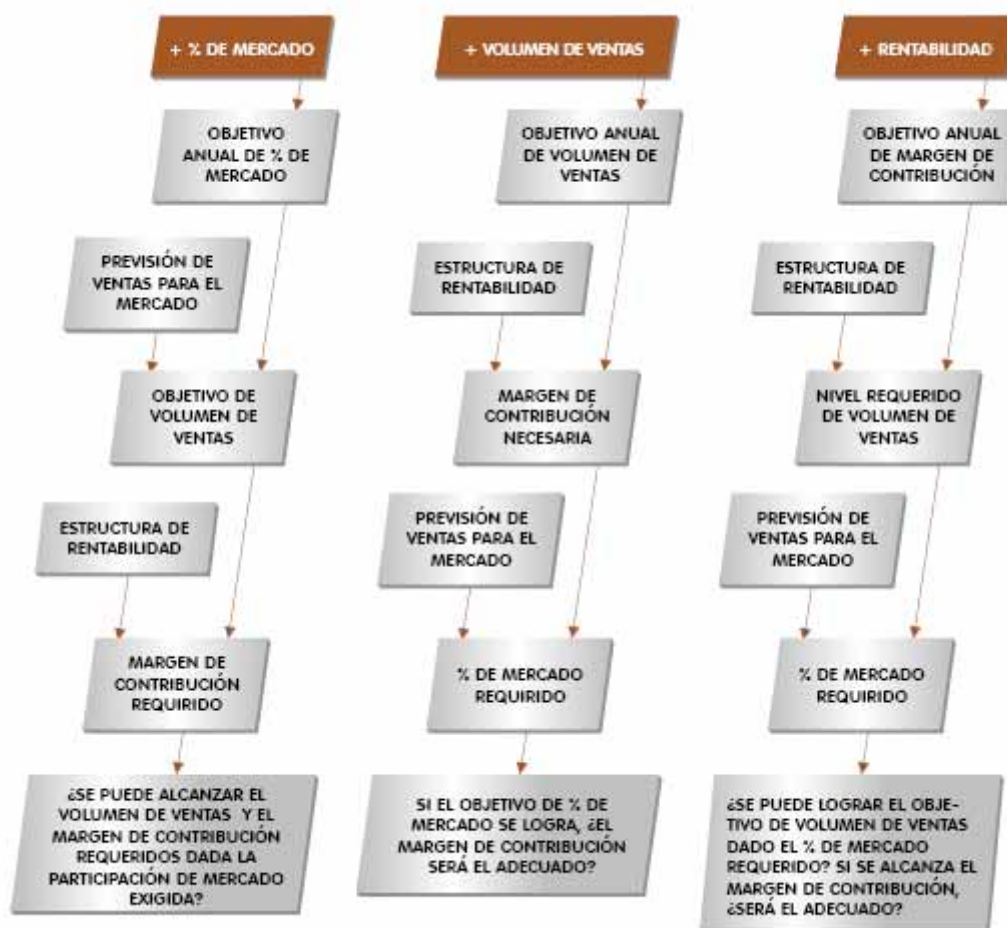 + % DE MERCADO
OBJETIVO
ANUAL DE % DE
MERCADO
PREVISIÓN DE
VENTAS PARA EL
MERCADO
OBJETIVO DE
VOLUMEN DE
VENTAS
ESTRUCTURA DE
RENTABILIDAD
MARGEN DE
CONTRIBUCIÓN
REQUIRIDO
¿SE PUEDE ALCANZAR EL
VOLUMEN DE VENTAS Y EL
MARGEN DE CONTRIBUCIÓN
REQUERIDOS DADA LA
PARTICIPACIÓN DE MERCADO
EXIGIDA?
+ VOLUMEN DE VENTAS
OBJETIVO ANUAL
DE VOLUMEN DE
VENTAS
ESTRUCTURA DE
RENTABILIDAD
MARGEN DE
CONTRIBUCIÓN
NECESARIA
PREVISIÓN DE
VENTAS PARA EL
MERCADO
% DE MERCADO
REQUIRIDO
SI EL OBJETIVO DE % DE
MERCADO SE LOGRA, ¿EL
MARGEN DE CONTRIBUCIÓN
SERÁ EL ADECUADO?
+ RENTABILIDAD
OBJETIVO ANUAL
DE MARGEN DE
CONTRIBUCIÓN
ESTRUCTURA DE
RENTABILIDAD
NIVEL REQUERIDO
DE VOLUMEN DE
VENTAS
PREVISIÓN DE
VENTAS PARA EL
MERCADO
% DE MERCADO
REQUIRIDO
¿SE PUEDE LOGRAR EL OBJE-
TIVO DE VOLUMEN DE VENTAS
DADO EL % DE MERCADO
REQUERIDO? SI SE ALCANZA EL
MARGEN DE CONTRIBUCIÓN,
¿SERÁ EL ADECUADO?